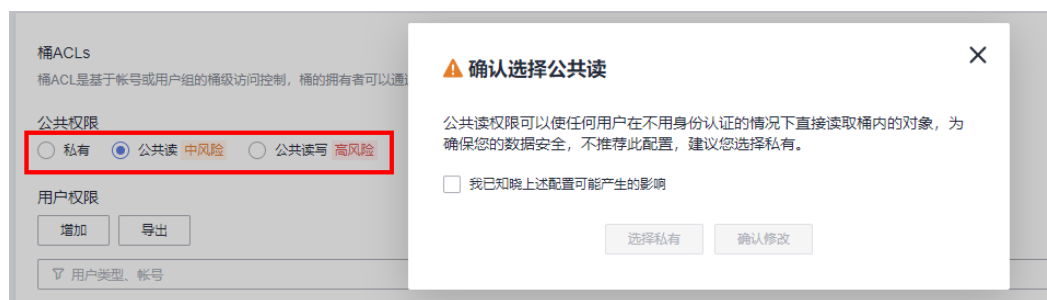 桶ACLs
桶ACL是基于帐号或用户组的桶级访问控制，桶的拥有者可以通
公共权限
私有 公共读 中风险 公共读写 高风险
用户权限
增加 导出
用户类型、帐号
确认选择公共读
公共读权限可以使任何用户在不用身份认证的情况下直接读取桶内的对象，为
确保您的数据安全，不推荐此配置，建议您选择私有。
我已知晓上述配置可能产生的影响
选择私有 确认修改